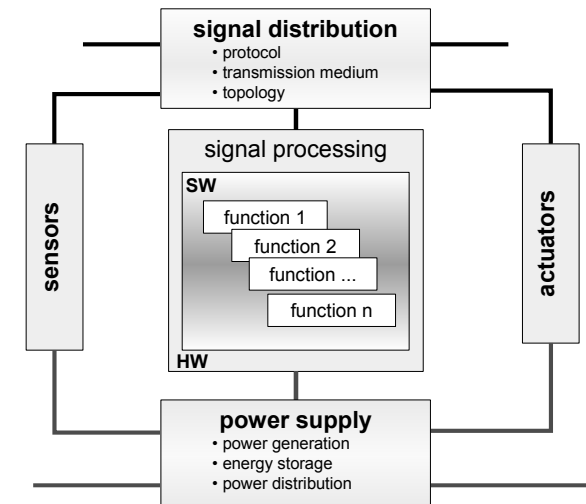 signal distribution
• protocol
• transmission medium
• topology
signal processing
SW
function 1
function 2
function ...
function n
HW
sensors
actuators
power supply
• power generation
• energy storage
• power distribution